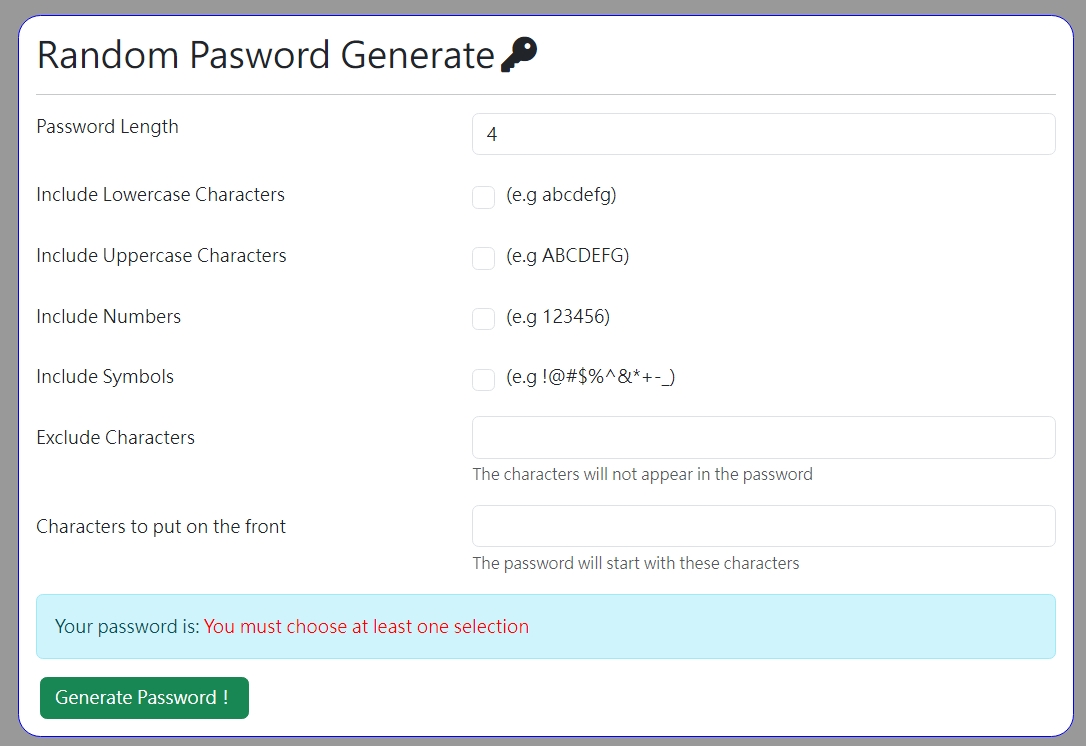 Random Pasword Generate
Password Length
4
Include Lowercase Characters
(e.g abcdefg)
Include Uppercase Characters
(e.g ABCDEFG)
Include Numbers
(e.g 123456)
Include Symbols
(e.g !@#$%^&*+-_)
Exclude Characters
The characters will not appear in the password
Characters to put on the front
The password will start with these characters
Your password is: You must choose at least one selection
Generate Password !